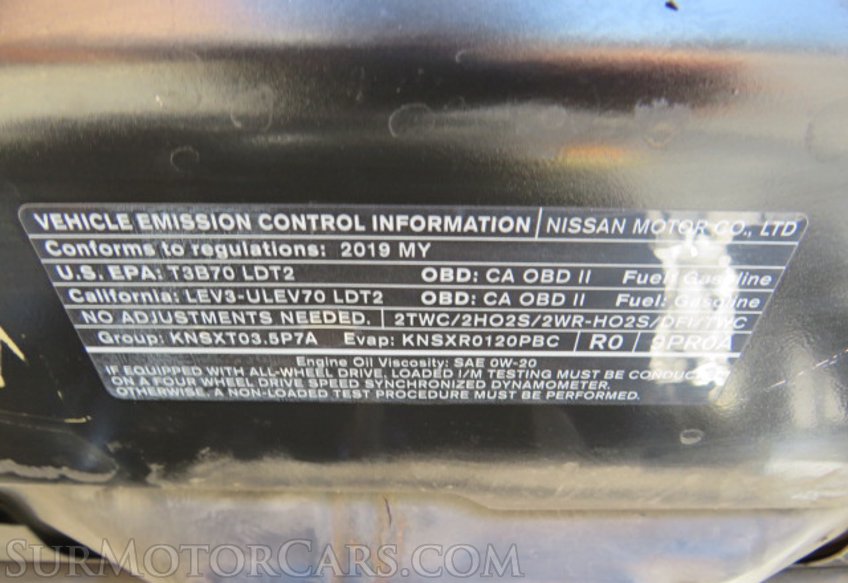 VEHICLE EMISSION CONTROL INFORMATION NISSAN MOTOR CO., LTD
Conforms to regulations: 2019 MY
U.S. EPA: T3B70 LDT2 OBD: CA OBD II Fuel: Gasoline
California: LEV3-ULEV70 LDT2 OBD: CA OBD II Fuel: Gasoline
NO ADJUSTMENTS NEEDED. 2TWC/2HO2S/2WR-HO2S/DFI/TWC
Group: KNSXT03.5P7A Evap: KNSXR0120PBC R0 9PR0A
Engine Oil Viscosity: SAE 0W-20
IF EQUIPPED WITH ALL-WHEEL DRIVE, LOADED I/M TESTING MUST BE
ON A FOUR WHEEL DRIVE SPEED SYNCHRONIZED DYNAMOMETER.
OTHERWISE, A NON-LOADED TEST PROCEDURE MUST BE PERFORMED.
SURMOTORCARS.COM